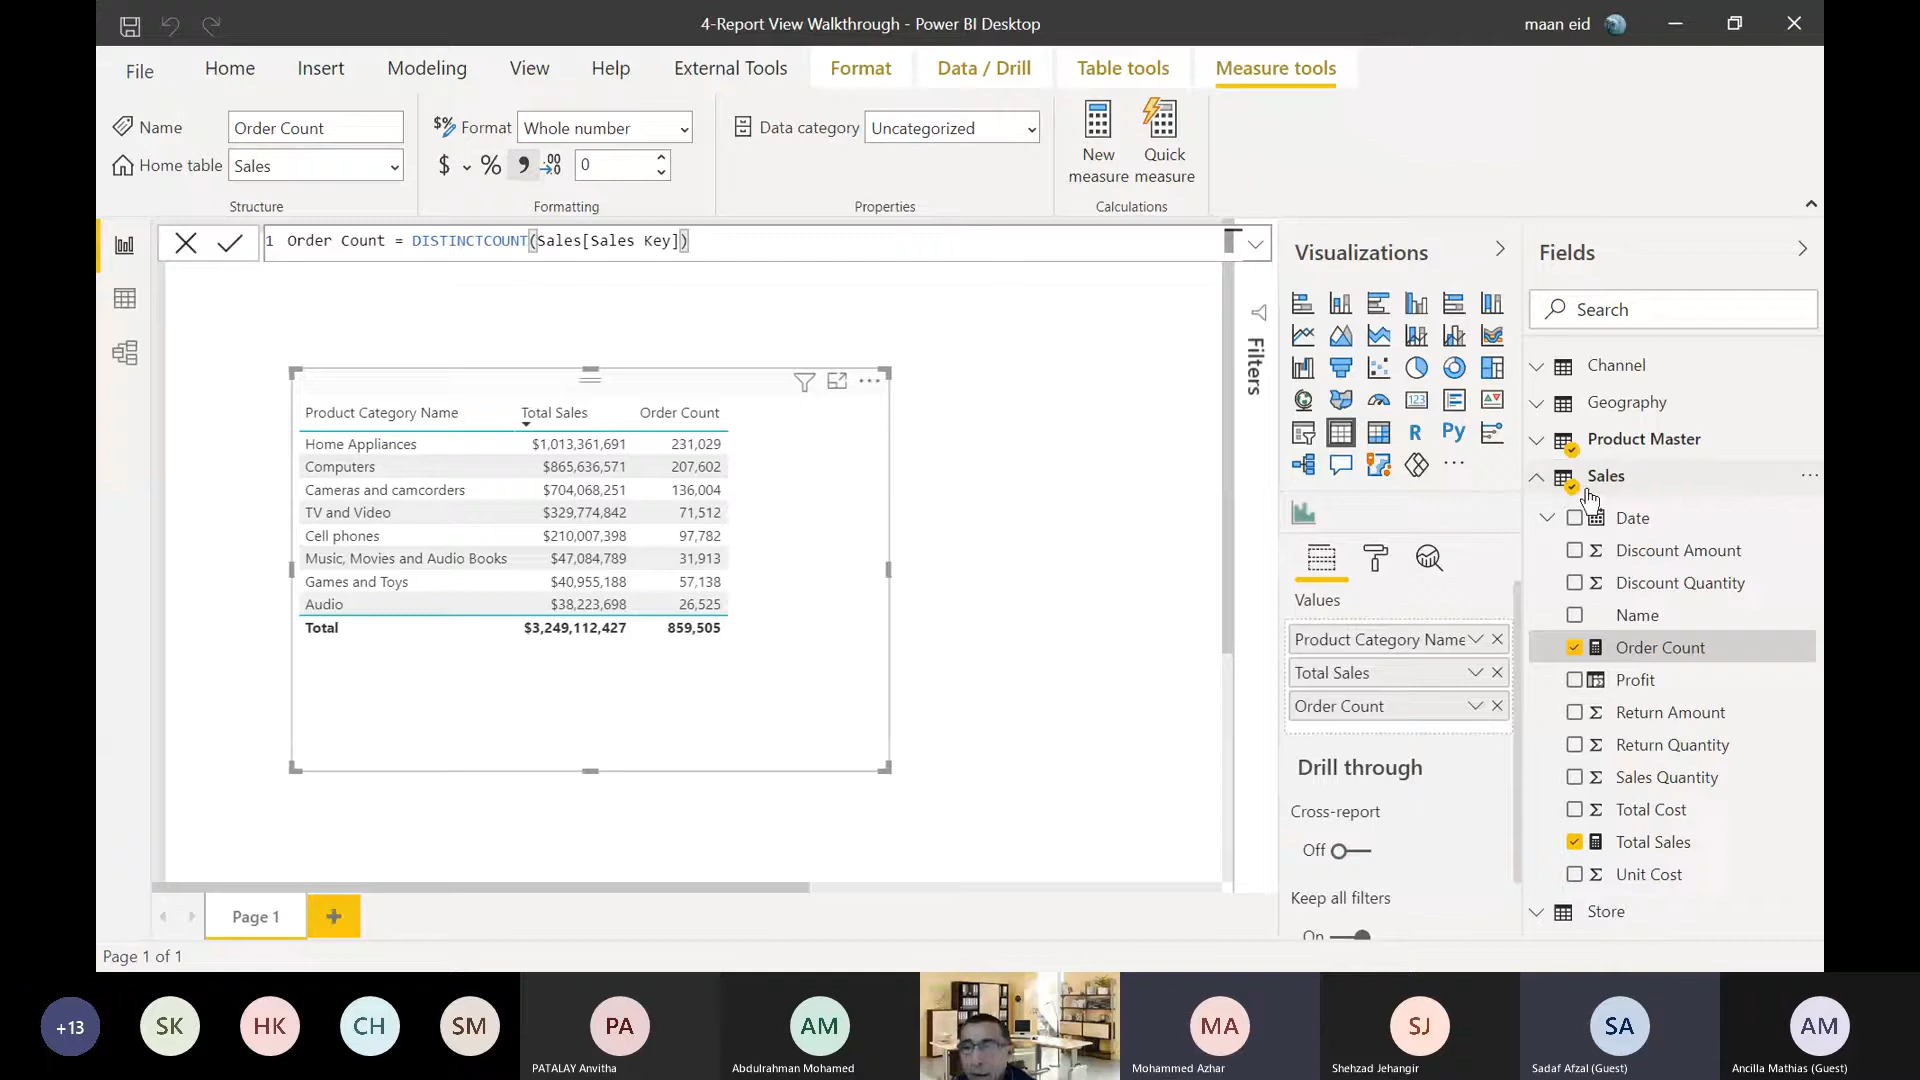 4-Report View Walkthrough - Power BI Desktop
maan eid
File Home Insert Modeling View Help External Tools Format Data / Drill Table tools Measure tools
Name Order Count
Home table Sales
Structure
$% Format Whole number
$ % , .00 0
Formatting
Data category Uncategorized
Properties
New measure
Quick measure
Calculations
1 Order Count = DISTINCTCOUNT(Sales[Sales Key])
Product Category Name Total Sales Order Count
Home Appliances $1,013,361,691 231,029
Computers $865,636,571 207,602
Cameras and camcorders $704,068,251 136,004
TV and Video $329,774,842 71,512
Cell phones $210,007,398 97,782
Music, Movies and Audio Books $47,084,789 31,913
Games and Toys $40,955,188 57,138
Audio $38,223,698 26,525
Total $3,249,112,427 859,505
Filters
Visualizations
123
R Py
Values
Product Category Name
Total Sales
Order Count
Drill through
Cross-report
Off
Keep all filters
On
Fields
Search
Channel
Geography
Product Master
Sales
Date
Discount Amount
Discount Quantity
Name
Order Count
Profit
Return Amount
Return Quantity
Sales Quantity
Total Cost
Total Sales
Unit Cost
Store
Page 1
Page 1 of 1
+13 SK HK CH SM PA AM MA SJ SA AM
PATALAY Anvitha Abdulrahman Mohamed Mohammed Azhar Shehzad Jehangir Sadaf Afzal (Guest) Ancilla Mathias (Guest)